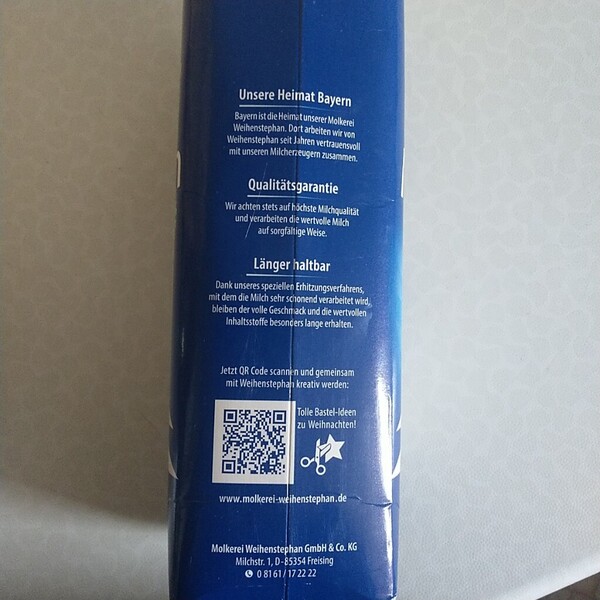 Unsere Heimat Bayern
Bayern ist die Heimat unserer Molkerei
Weihenstephan. Dort arbeiten wir von
Weihenstephan seit Jahren vertrauensvoll
mit unseren Milcherzeugern zusammen.
Qualitätsgarantie
Wir achten stets auf höchste Milchqualität
und verarbeiten die wertvolle Milch
auf sorgfältige Weise.
Länger haltbar
Dank unseres speziellen Erhitzungsverfahrens,
mit dem die Milch sehr schonend verarbeitet wird,
bleiben der volle Geschmack und die wertvollen
Inhaltsstoffe besonders lange erhalten.
Jetzt QR Code scannen und gemeinsam
mit Weihenstephan kreativ werden:
Tolle Bastel-Ideen
zu Weihnachten!
www.molkerei-weihenstephan.de
Molkerei Weihenstephan GmbH & Co. KG
Milchstr. 1, D-85354 Freising
0 81 61 / 17 22 22